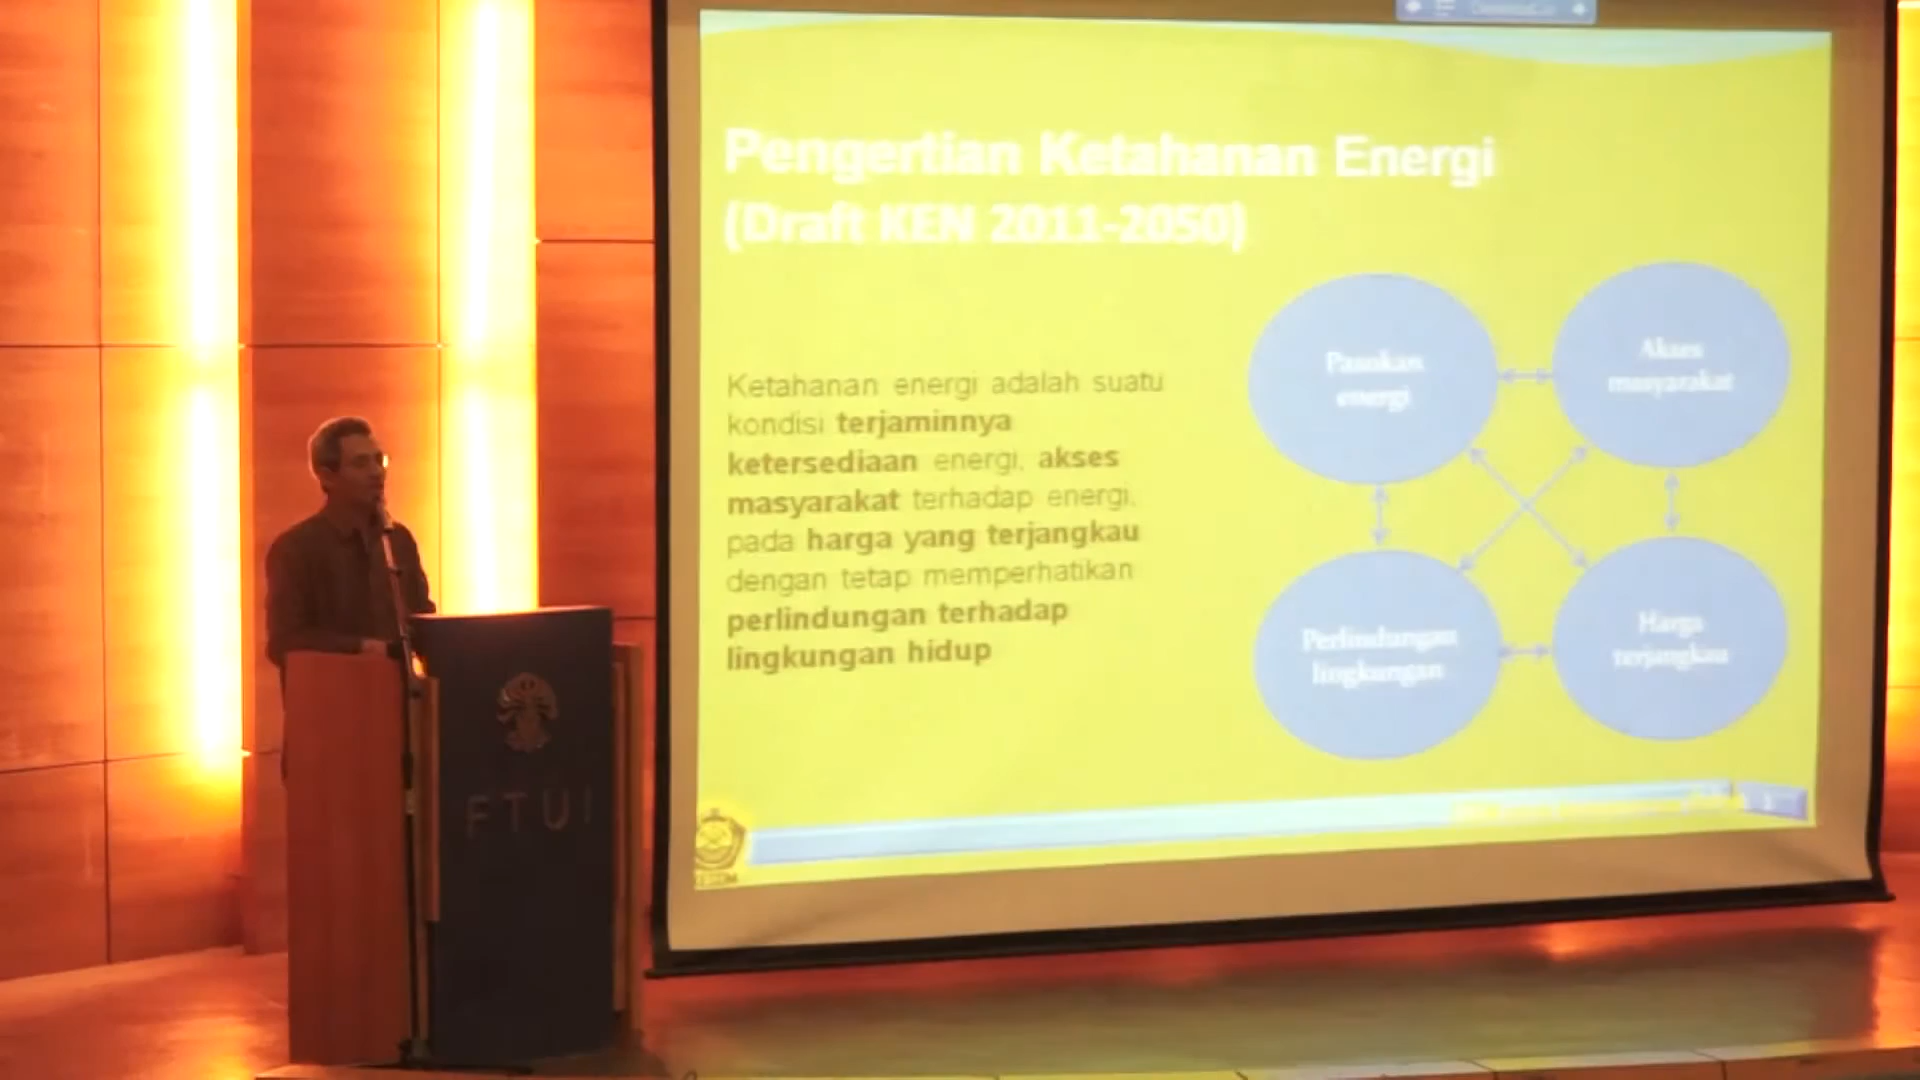 Pengertian Ketahanan Energi
(Draft KEN 2011-2050)
Ketahanan energi adalah suatu
kondisi terjaminnya
ketersediaan energi, akses
masyarakat terhadap energi,
pada harga yang terjangkau
dengan tetap memperhatikan
perlindungan terhadap
lingkungan hidup
Pasokan
energi
Akses
masyarakat
Perlindungan
lingkungan
Harga
terjangkau
FTUI